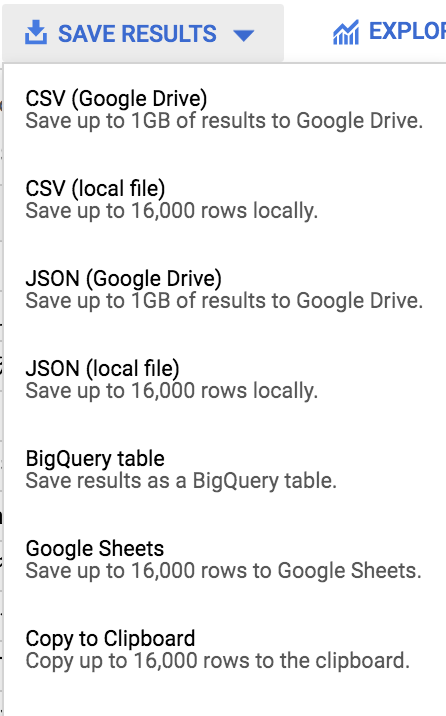 SAVE RESULTS
EXPLOR
CSV (Google Drive)
Save up to 1GB of results to Google Drive.
CSV (local file)
Save up to 16,000 rows locally.
JSON (Google Drive)
Save up to 1GB of results to Google Drive.
JSON (local file)
Save up to 16,000 rows locally.
BigQuery table
Save results as a BigQuery table.
Google Sheets
Save up to 16,000 rows to Google Sheets.
Copy to Clipboard
Copy up to 16,000 rows to the clipboard.